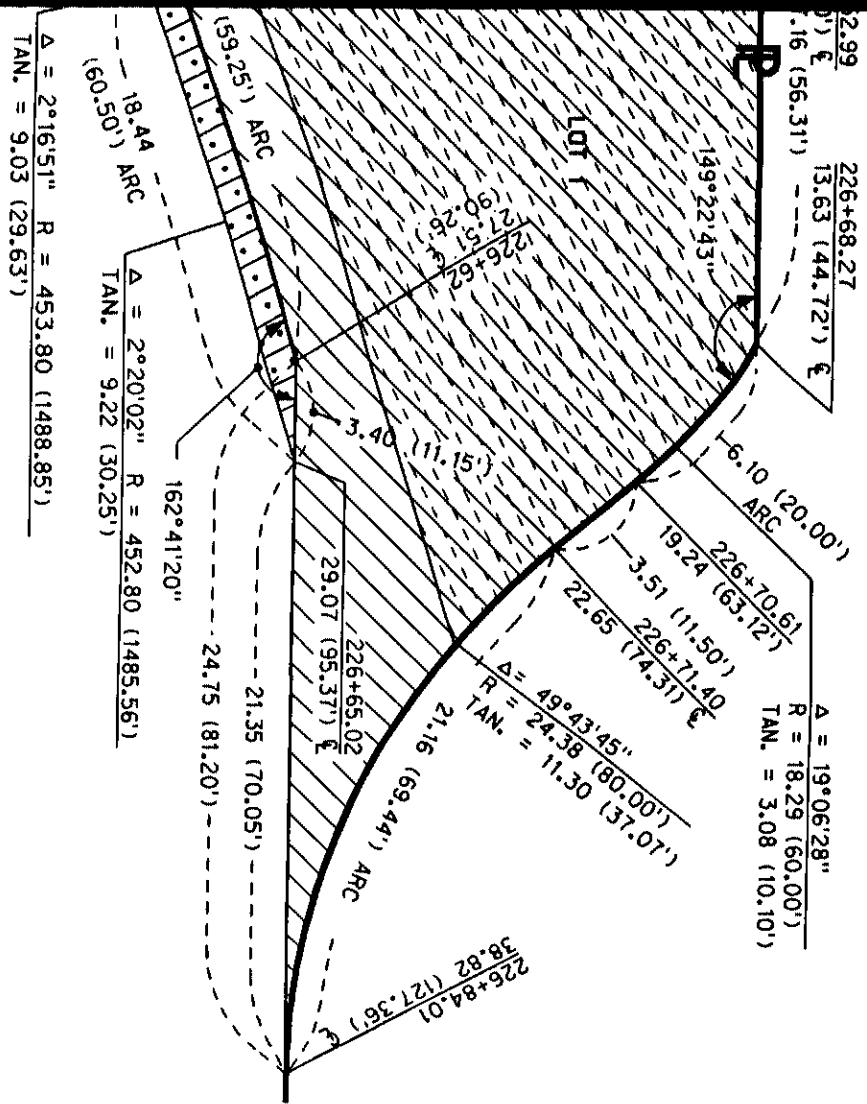 62.99
0') ℄
.16 (56.31')
226+68.27
13.63 (44.72') ℄
PL
LOT 1
149°22'43"
6.10 (20.00')
ARC
Δ = 19°06'28"
R = 18.29 (60.00')
TAN. = 3.08 (10.10')
226+70.61
19.24 (63.12')
3.51 (11.50')
226+71.40
22.65 (74.31') ℄
Δ = 49°43'45"
R = 24.38 (80.00')
TAN. = 11.30 (37.07')
21.16 (69.44') ARC
226+84.01
38.82 (127.36') ℄
226+62
27.51 ℄
(90.26')
3.40 (11.15')
226+65.02
29.07 (95.37') ℄
21.35 (70.05')
24.75 (81.20')
(59.25') ARC
18.44
(60.50') ARC
162°41'20"
Δ = 2°20'02" R = 452.80 (1485.56')
TAN. = 9.22 (30.25')
Δ = 2°16'51" R = 453.80 (1488.85')
TAN. = 9.03 (29.63')